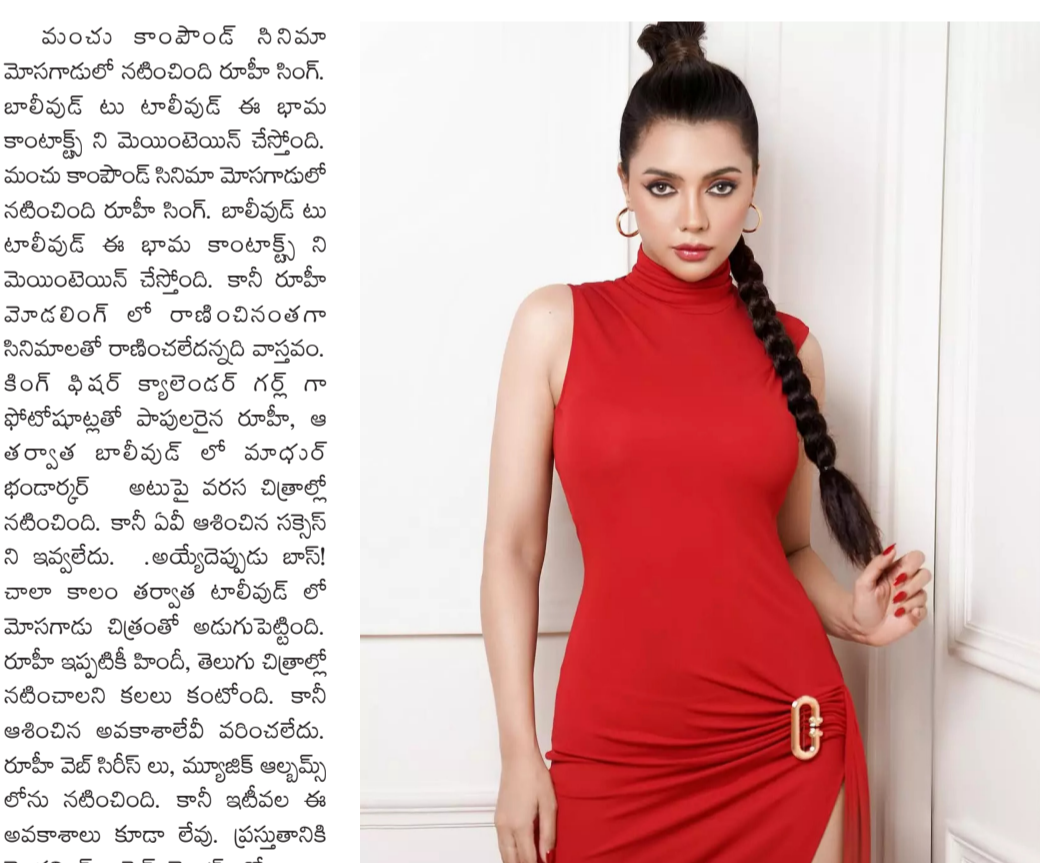 మంచు కాంపౌండ్ సినిమా
మోసగాడులో నటించింది రూహీ సింగ్.
బాలీవుడ్ టు టాలీవుడ్ ఈ భామ
కాంటాక్ట్స్ ని మెయింటెయిన్ చేస్తోంది.
మంచు కాంపౌండ్ సినిమా మోసగాడులో
నటించింది రూహీ సింగ్. బాలీవుడ్ టు
టాలీవుడ్ ఈ భామ కాంటాక్ట్స్ ని
మెయింటెయిన్ చేస్తోంది. కానీ రూహీ
మోడలింగ్ లో రాణించినంతగా
సినిమాలతో రాణించలేదన్నది వాస్తవం.
కింగ్ ఫిషర్ క్యాలెండర్ గర్ల్ గా
ఫోటోషూట్లతో పాపులరైన రూహీ, ఆ
తర్వాత బాలీవుడ్ లో మాధుర్
భండార్కర్ అటుపై వరస చిత్రాల్లో
నటించింది. కానీ ఏవీ ఆశించిన సక్సెస్
ని ఇవ్వలేదు. .అయ్యేదెప్పుడు బాస్!
చాలా కాలం తర్వాత టాలీవుడ్ లో
మోసగాడు చిత్రంతో అడుగుపెట్టింది.
రూహీ ఇప్పటికీ హిందీ, తెలుగు చిత్రాల్లో
నటించాలని కలలు కంటోంది. కానీ
ఆశించిన అవకాశాలేవీ వరించలేదు.
రూహీ వెబ్ సిరీస్ లు, మ్యూజిక్ ఆల్బమ్స్
లోను నటించింది. కానీ ఇటీవల ఈ
అవకాశాలు కూడా లేవు. ప్రస్తుతానికి